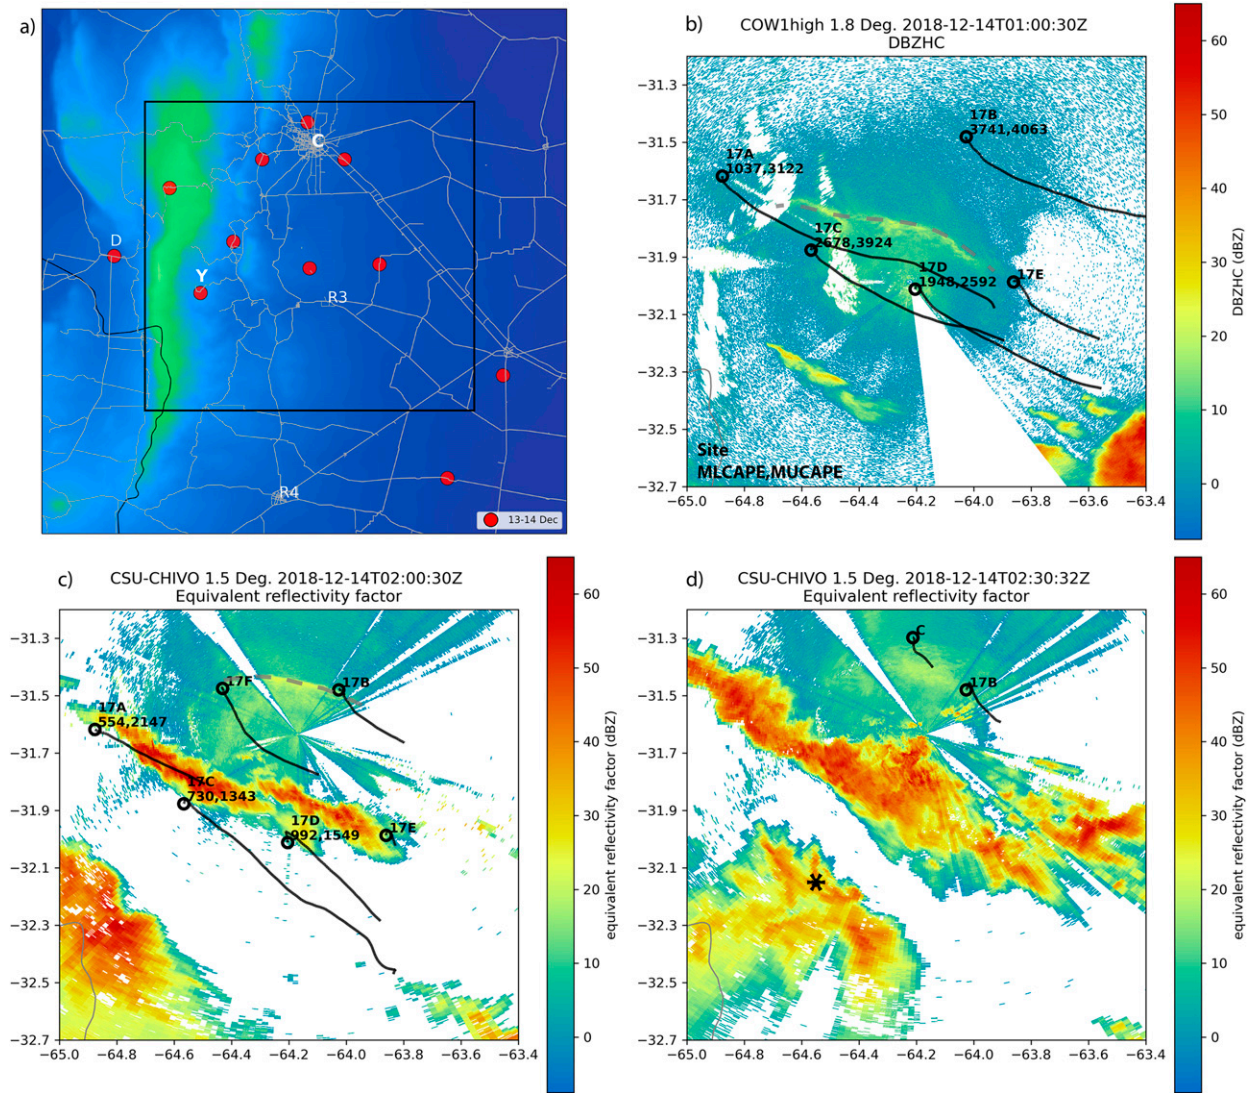 a)
C
D
Y
R3
R4
13-14 Dec
b)
COW1high 1.8 Deg. 2018-12-14T01:00:30Z
DBZHC
17B
3741,4063
17A
1037,3122
17C
2678,3924
17D
1948,2592
17E
Site
MLCAPE,MUCAPE
−31.3
−31.5
−31.7
−31.9
−32.1
−32.3
−32.5
−32.7
−65.0
−64.8
−64.6
−64.4
−64.2
−64.0
−63.8
−63.6
−63.4
60
50
40
30
20
10
0
DBZHC (dBZ)
c)
CSU-CHIVO 1.5 Deg. 2018-12-14T02:00:30Z
Equivalent reflectivity factor
17F
17B
17A
554,2147
17C
730,1343
17D
992,1549
17E
−31.3
−31.5
−31.7
−31.9
−32.1
−32.3
−32.5
−32.7
−65.0
−64.8
−64.6
−64.4
−64.2
−64.0
−63.8
−63.6
−63.4
60
50
40
30
20
10
0
equivalent reflectivity factor (dBZ)
d)
CSU-CHIVO 1.5 Deg. 2018-12-14T02:30:32Z
Equivalent reflectivity factor
C
17B
−31.3
−31.5
−31.7
−31.9
−32.1
−32.3
−32.5
−32.7
−65.0
−64.8
−64.6
−64.4
−64.2
−64.0
−63.8
−63.6
−63.4
60
50
40
30
20
10
0
equivalent reflectivity factor (dBZ)